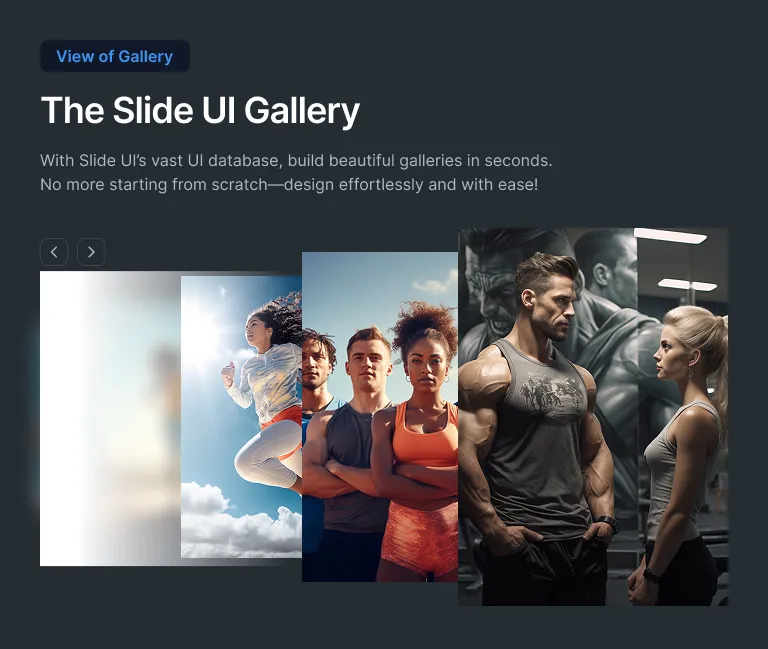 View of Gallery
The Slide UI Gallery
With Slide UI’s vast UI database, build beautiful galleries in seconds.
No more starting from scratch—design effortlessly and with ease!